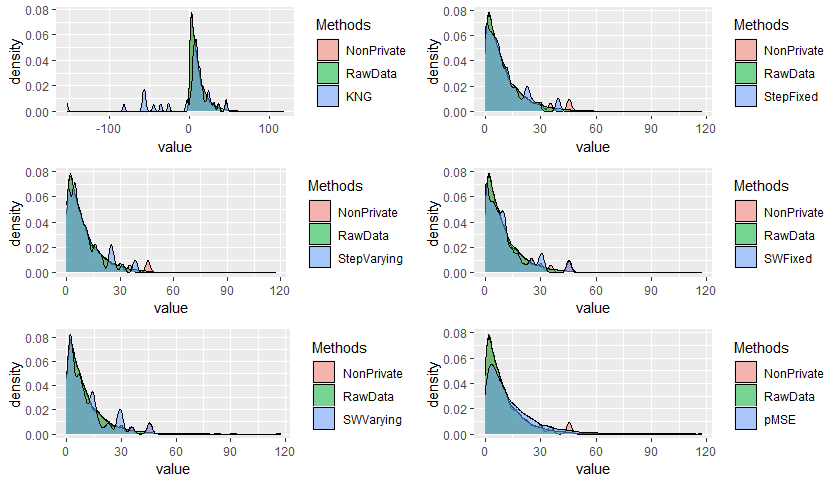 0.08
0.06
0.04
0.02
0.00
density
-100
0
100
value
Methods
NonPrivate
RawData
KNG
0.08
0.06
0.04
0.02
0.00
density
0
30
60
90
120
value
Methods
NonPrivate
RawData
StepFixed
0.08
0.06
0.04
0.02
0.00
density
0
30
60
90
120
value
Methods
NonPrivate
RawData
StepVarying
0.08
0.06
0.04
0.02
0.00
density
0
30
60
90
120
value
Methods
NonPrivate
RawData
SWFixed
0.08
0.06
0.04
0.02
0.00
density
0
30
60
90
120
value
Methods
NonPrivate
RawData
SWVarying
0.08
0.06
0.04
0.02
0.00
density
0
30
60
90
120
value
Methods
NonPrivate
RawData
pMSE